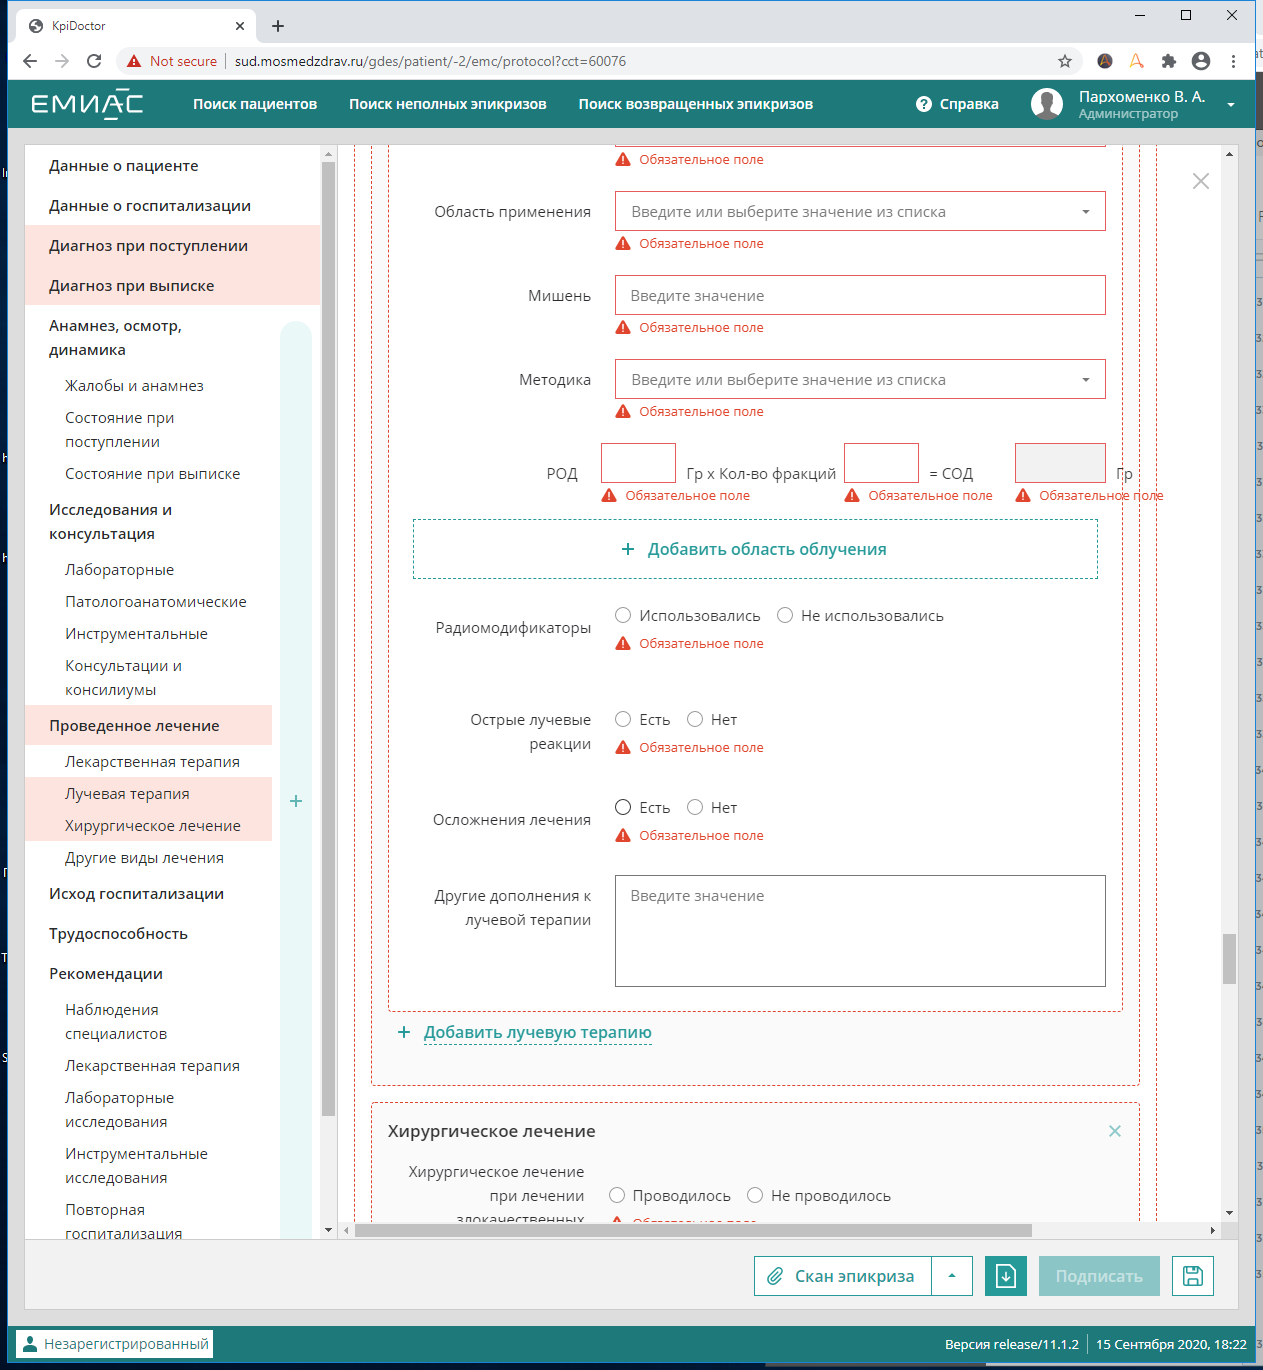 KpiDoctor
Not secure
sud.mosmedzdrav.ru/gdes/patient/-2/emc/protocol?cct=60076
ЕМИАС
Поиск пациентов
Поиск неполных эпикризов
Поиск возвращенных эпикризов
Справка
Пархоменко В. А.
Администратор
Данные о пациенте
Данные о госпитализации
Диагноз при поступлении
Диагноз при выписке
Анамнез, осмотр,
динамика
Жалобы и анамнез
Состояние при
поступлении
Состояние при выписке
Исследования и
консультация
Лабораторные
Патологоанатомические
Инструментальные
Консультации и
консилиумы
Проведенное лечение
Лекарственная терапия
Лучевая терапия
Хирургическое лечение
Другие виды лечения
Исход госпитализации
Трудоспособность
Рекомендации
Наблюдения
специалистов
Лекарственная терапия
Лабораторные
исследования
Инструментальные
исследования
Повторная
госпитализация
Обязательное поле
Область применения
Введите или выберите значение из списка
Обязательное поле
Мишень
Введите значение
Обязательное поле
Методика
Введите или выберите значение из списка
Обязательное поле
РОД Гр х Кол-во фракций = СОД Гр
Обязательное поле Обязательное поле Обязательное поле
+ Добавить область облучения
Радиомодификаторы
Использовались Не использовались
Обязательное поле
Острые лучевые
реакции
Есть Нет
Обязательное поле
Осложнения лечения
Есть Нет
Обязательное поле
Другие дополнения к
лучевой терапии
Введите значение
+ Добавить лучевую терапию
Хирургическое лечение
Хирургическое лечение
при лечении
злокачественных
Проводилось Не проводилось
Обязательное поле
Скан эпикриза
Подписать
Незарегистрированный
Версия release/11.1.2
15 Сентября 2020, 18:22